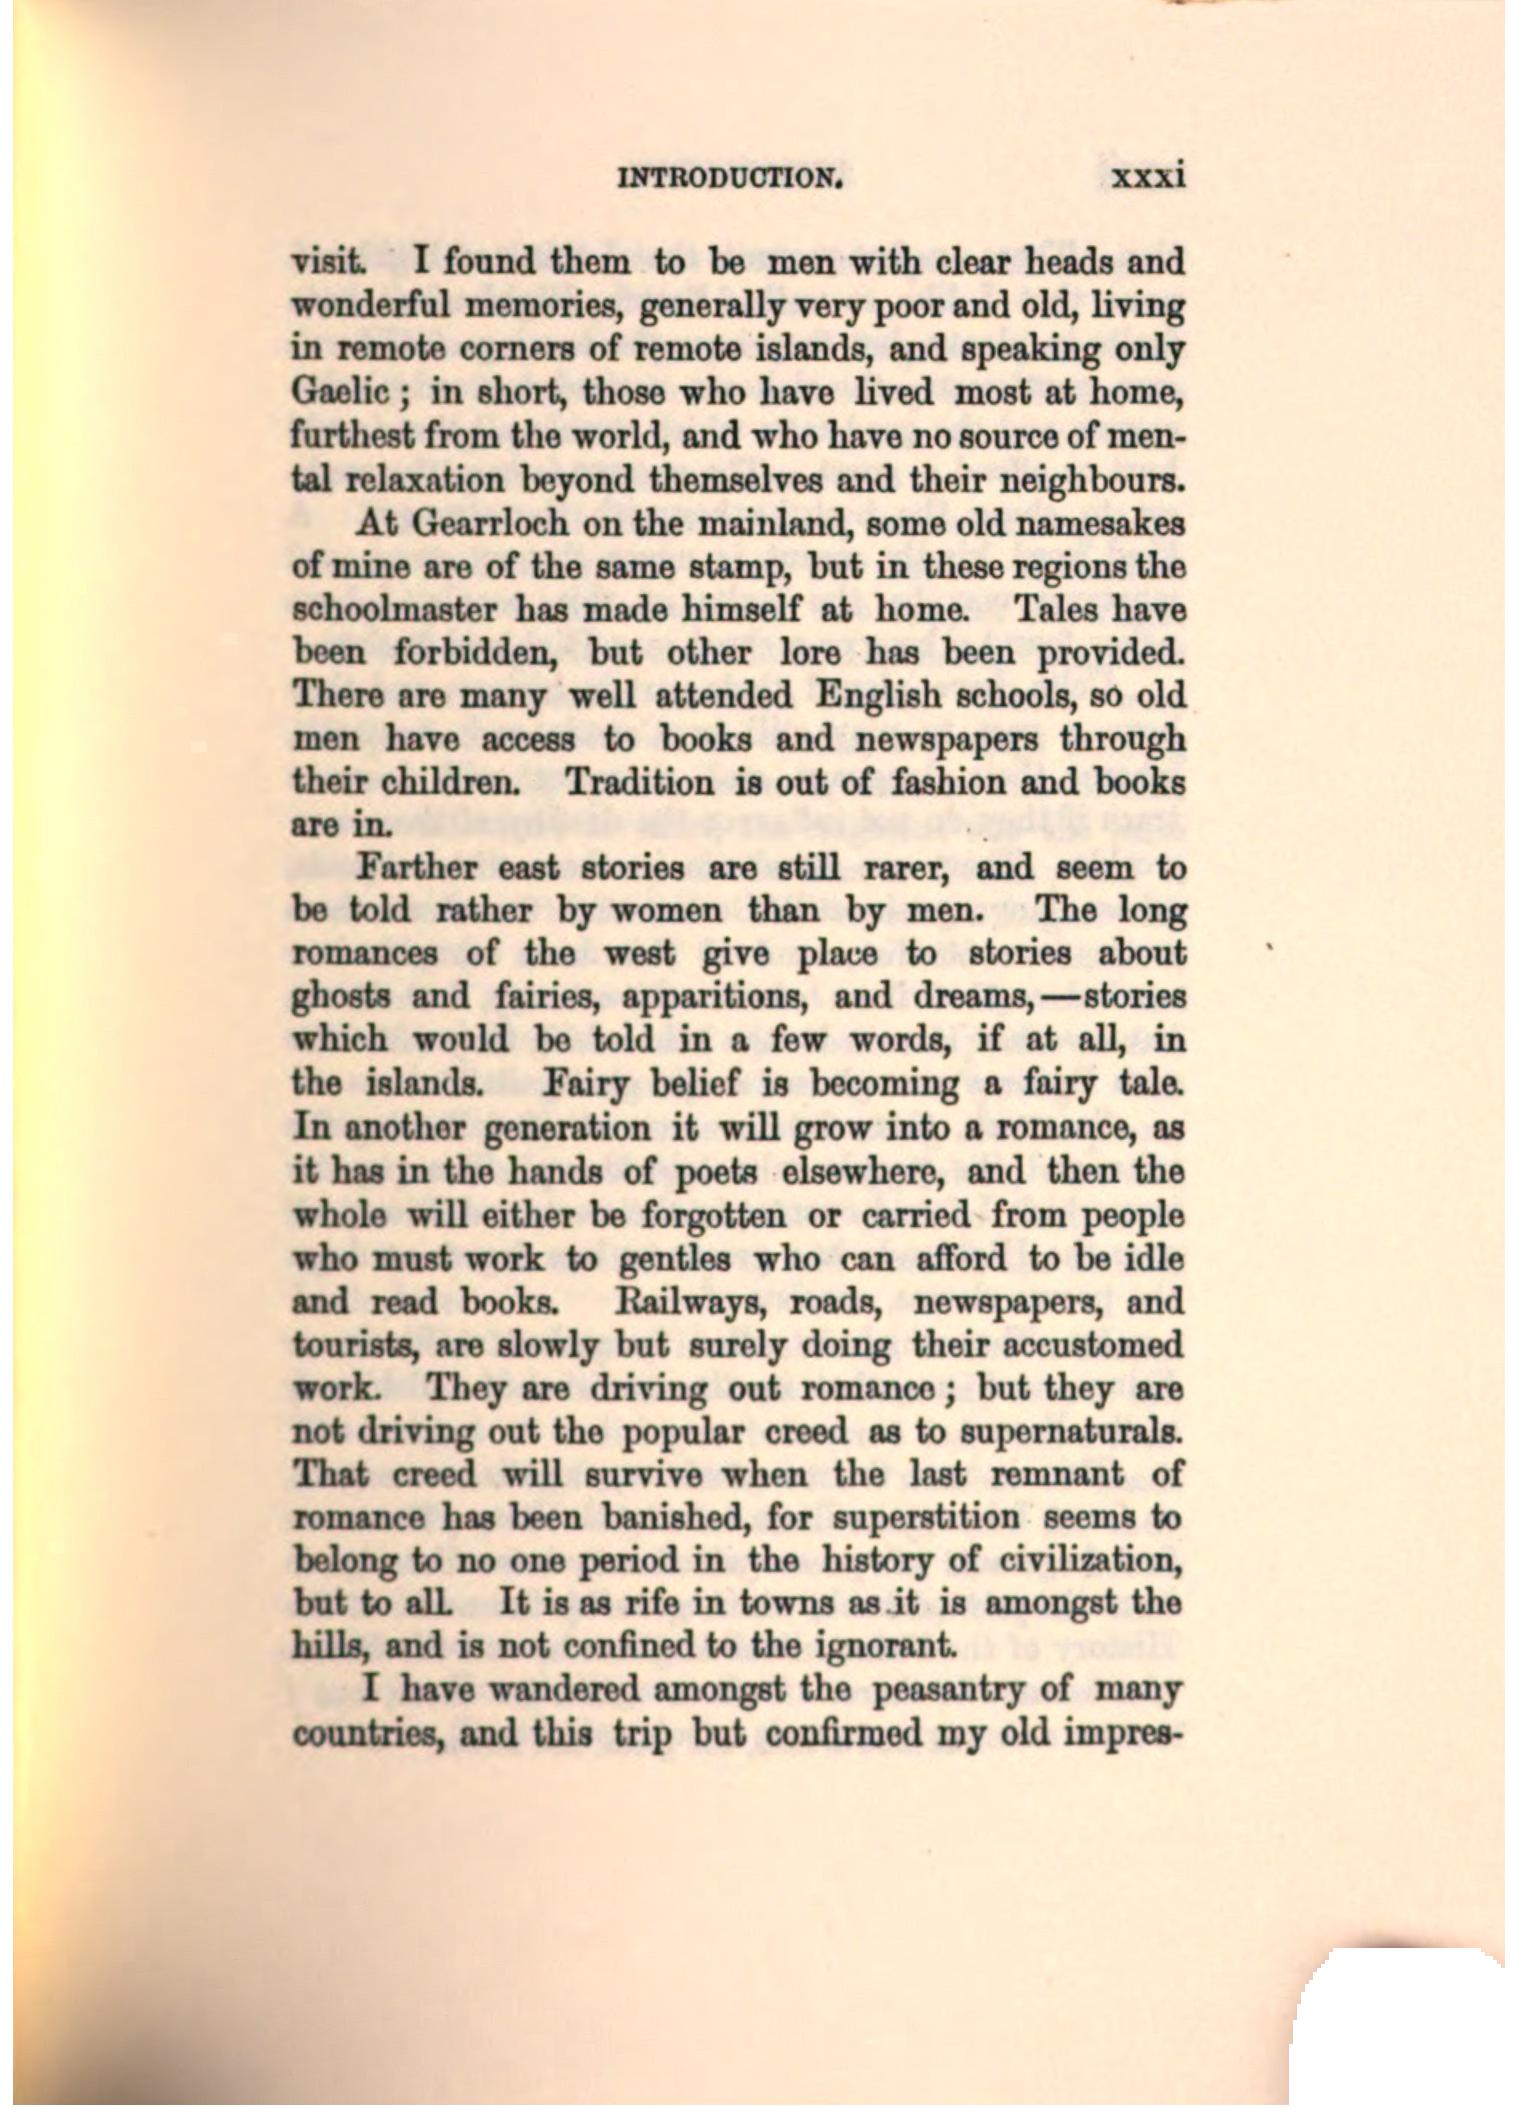 INTRODUCTION. xxxi
visit. I found them to be men with clear heads and
wonderful memories, generally very poor and old, living
in remote corners of remote islands, and speaking only
Gaelic ; in short, those who have lived most at home,
furthest from the world, and who have no source of men-
tal relaxation beyond themselves and their neighbours.
At Gearrloch on the mainland, some old namesakes
of mine are of the same stamp, but in these regions the
schoolmaster has made himself at home. Tales have
been forbidden, but other lore has been provided.
There are many well attended English schools, so old
men have access to books and newspapers through
their children. Tradition is out of fashion and books
are in.
Farther east stories are still rarer, and seem to
be told rather by women than by men. The long
romances of the west give place to stories about
ghosts and fairies, apparitions, and dreams,—stories
which would be told in a few words, if at all, in
the islands. Fairy belief is becoming a fairy tale.
In another generation it will grow into a romance, as
it has in the hands of poets elsewhere, and then the
whole will either be forgotten or carried from people
who must work to gentles who can afford to be idle
and read books. Railways, roads, newspapers, and
tourists, are slowly but surely doing their accustomed
work. They are driving out romance ; but they are
not driving out the popular creed as to supernaturals.
That creed will survive when the last remnant of
romance has been banished, for superstition seems to
belong to no one period in the history of civilization,
but to all. It is as rife in towns as it is amongst the
hills, and is not confined to the ignorant.
I have wandered amongst the peasantry of many
countries, and this trip but confirmed my old impres-